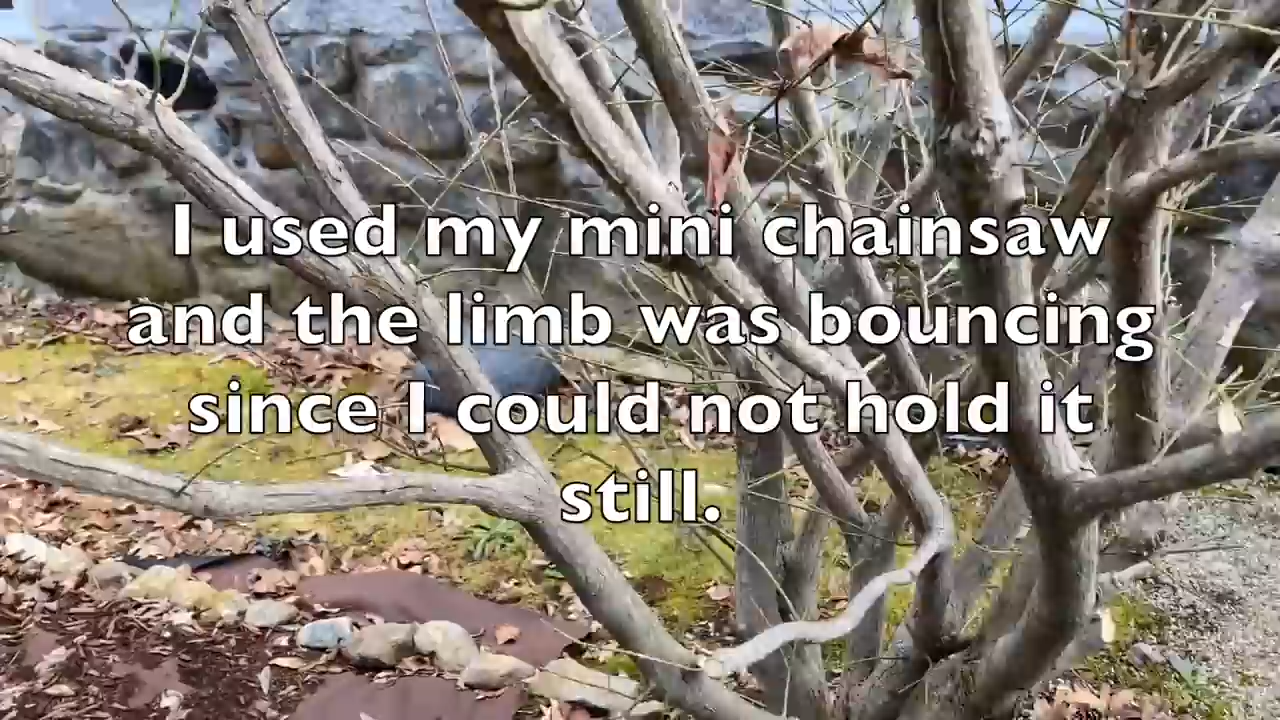 I used my mini chainsaw
and the limb was bouncing
since I could not hold it
still.